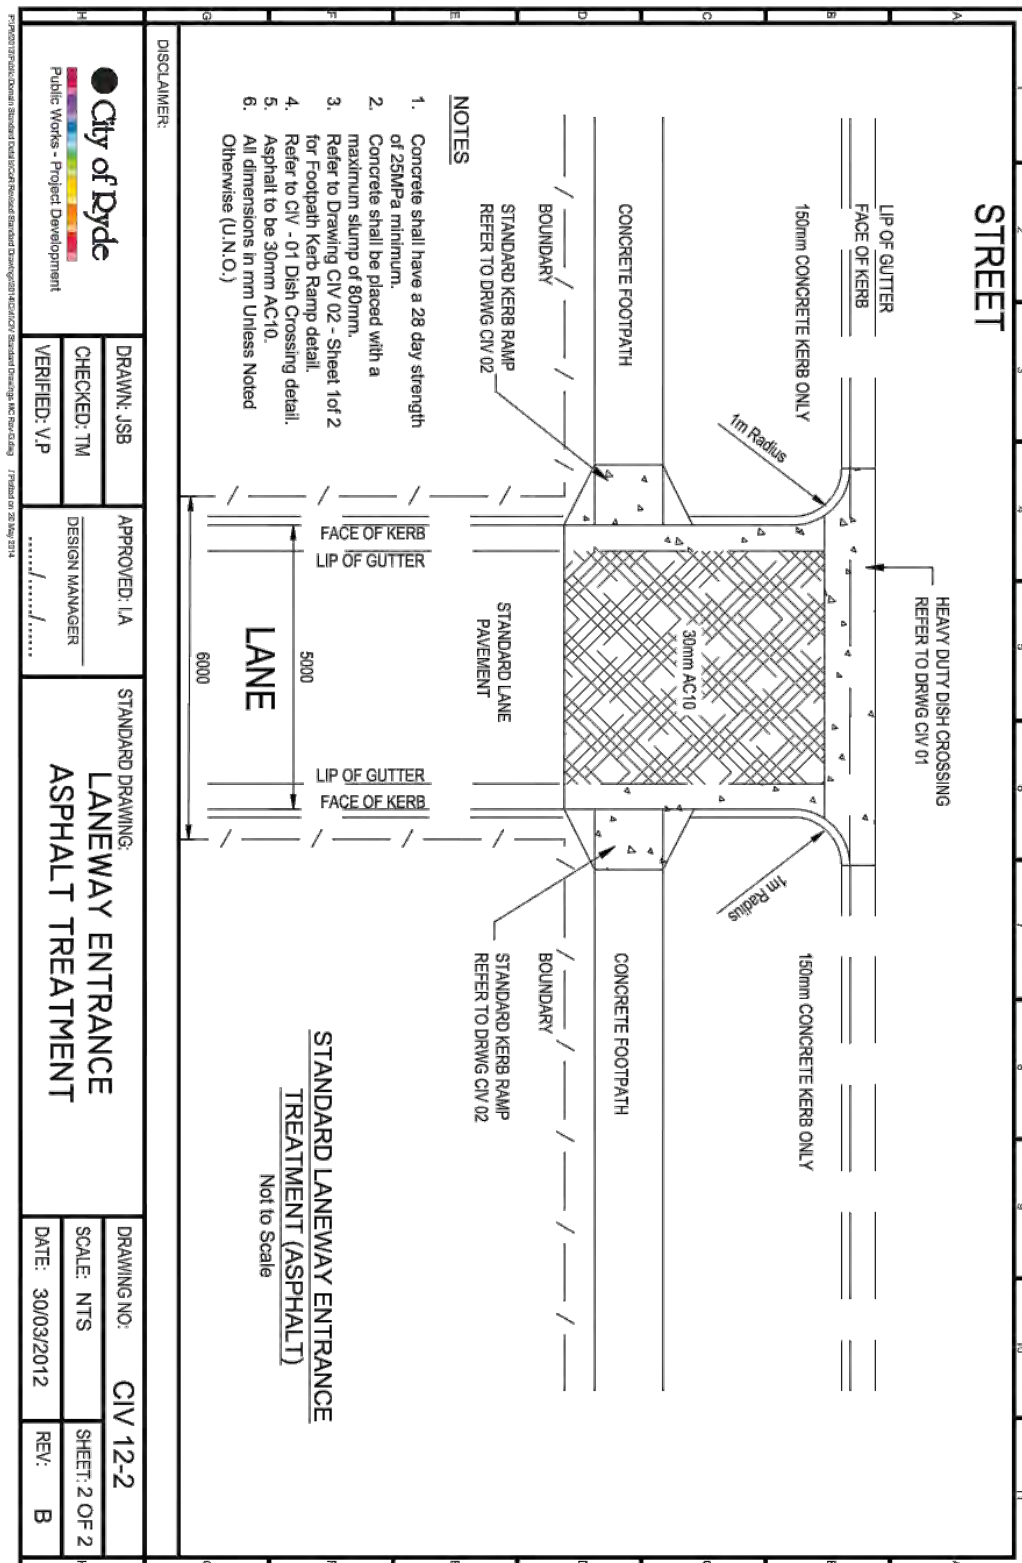 STREET
LIP OF GUTTER
FACE OF KERB
150mm CONCRETE KERB ONLY
1m Radius
HEAVY DUTY DISH CROSSING
REFER TO DRWG CIV 01
1m Radius
150mm CONCRETE KERB ONLY
CONCRETE FOOTPATH
30mm AC10
CONCRETE FOOTPATH
BOUNDARY
BOUNDARY
STANDARD KERB RAMP
REFER TO DRWG CIV 02
STANDARD LANE
PAVEMENT
STANDARD KERB RAMP
REFER TO DRWG CIV 02
FACE OF KERB
LIP OF GUTTER
LIP OF GUTTER
FACE OF KERB
5000
LANE
6000
NOTES
1. Concrete shall have a 28 day strength
of 25MPa minimum.
2. Concrete shall be placed with a
maximum slump of 80mm.
3. Refer to Drawing CIV 02 - Sheet 1of 2
for Footpath Kerb Ramp detail.
4. Refer to CIV - 01 Dish Crossing detail.
5. Asphalt to be 30mm AC10.
6. All dimensions in mm Unless Noted
Otherwise (U.N.O.)
STANDARD LANEWAY ENTRANCE
TREATMENT (ASPHALT)
Not to Scale
DISCLAIMER:
City of Ryde
Public Works - Project Development
DRAWN: JSB
CHECKED: TM
VERIFIED: V.P
APPROVED: I.A
DESIGN MANAGER
....../....../......
STANDARD DRAWING:
LANEWAY ENTRANCE
ASPHALT TREATMENT
DRAWING NO: CIV 12-2
SCALE: NTS
SHEET: 2 OF 2
DATE: 30/03/2012
REV: B